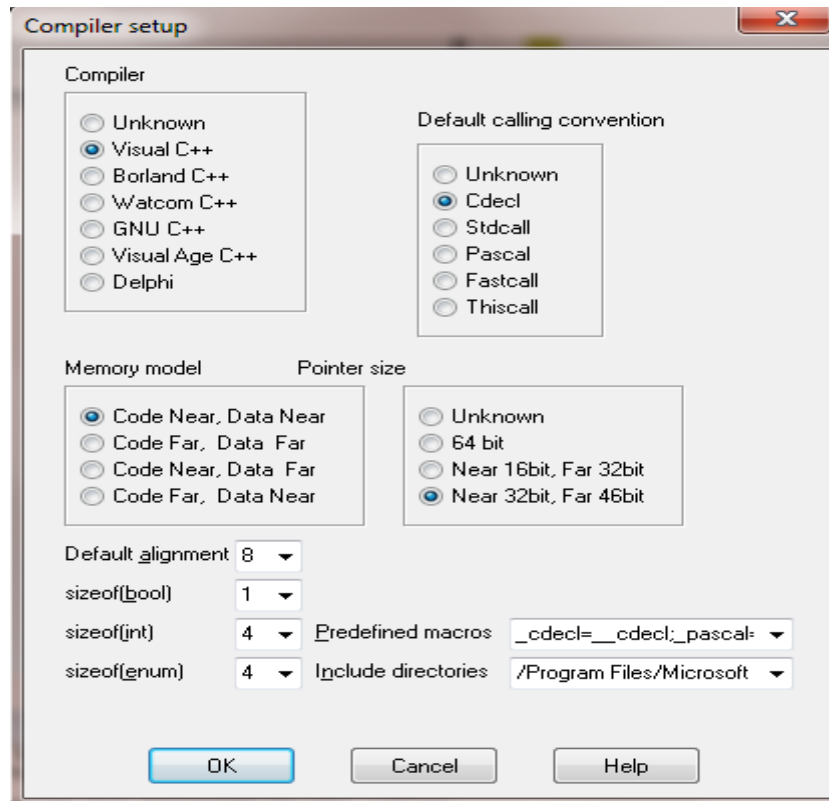 Compiler setup
Compiler
Unknown
Visual C++
Borland C++
Watcom C++
GNU C++
Visual Age C++
Delphi
Default calling convention
Unknown
Cdecl
Stdcall
Pascal
Fastcall
Thiscall
Memory model
Code Near, Data Near
Code Far, Data Far
Code Near, Data Far
Code Far, Data Near
Pointer size
Unknown
64 bit
Near 16bit, Far 32bit
Near 32bit, Far 46bit
Default alignment 8
sizeof(bool) 1
sizeof(int) 4 Predefined macros _cdecl=__cdecl;_pascal=
sizeof(enum) 4 Include directories /Program Files/Microsoft
OK Cancel Help